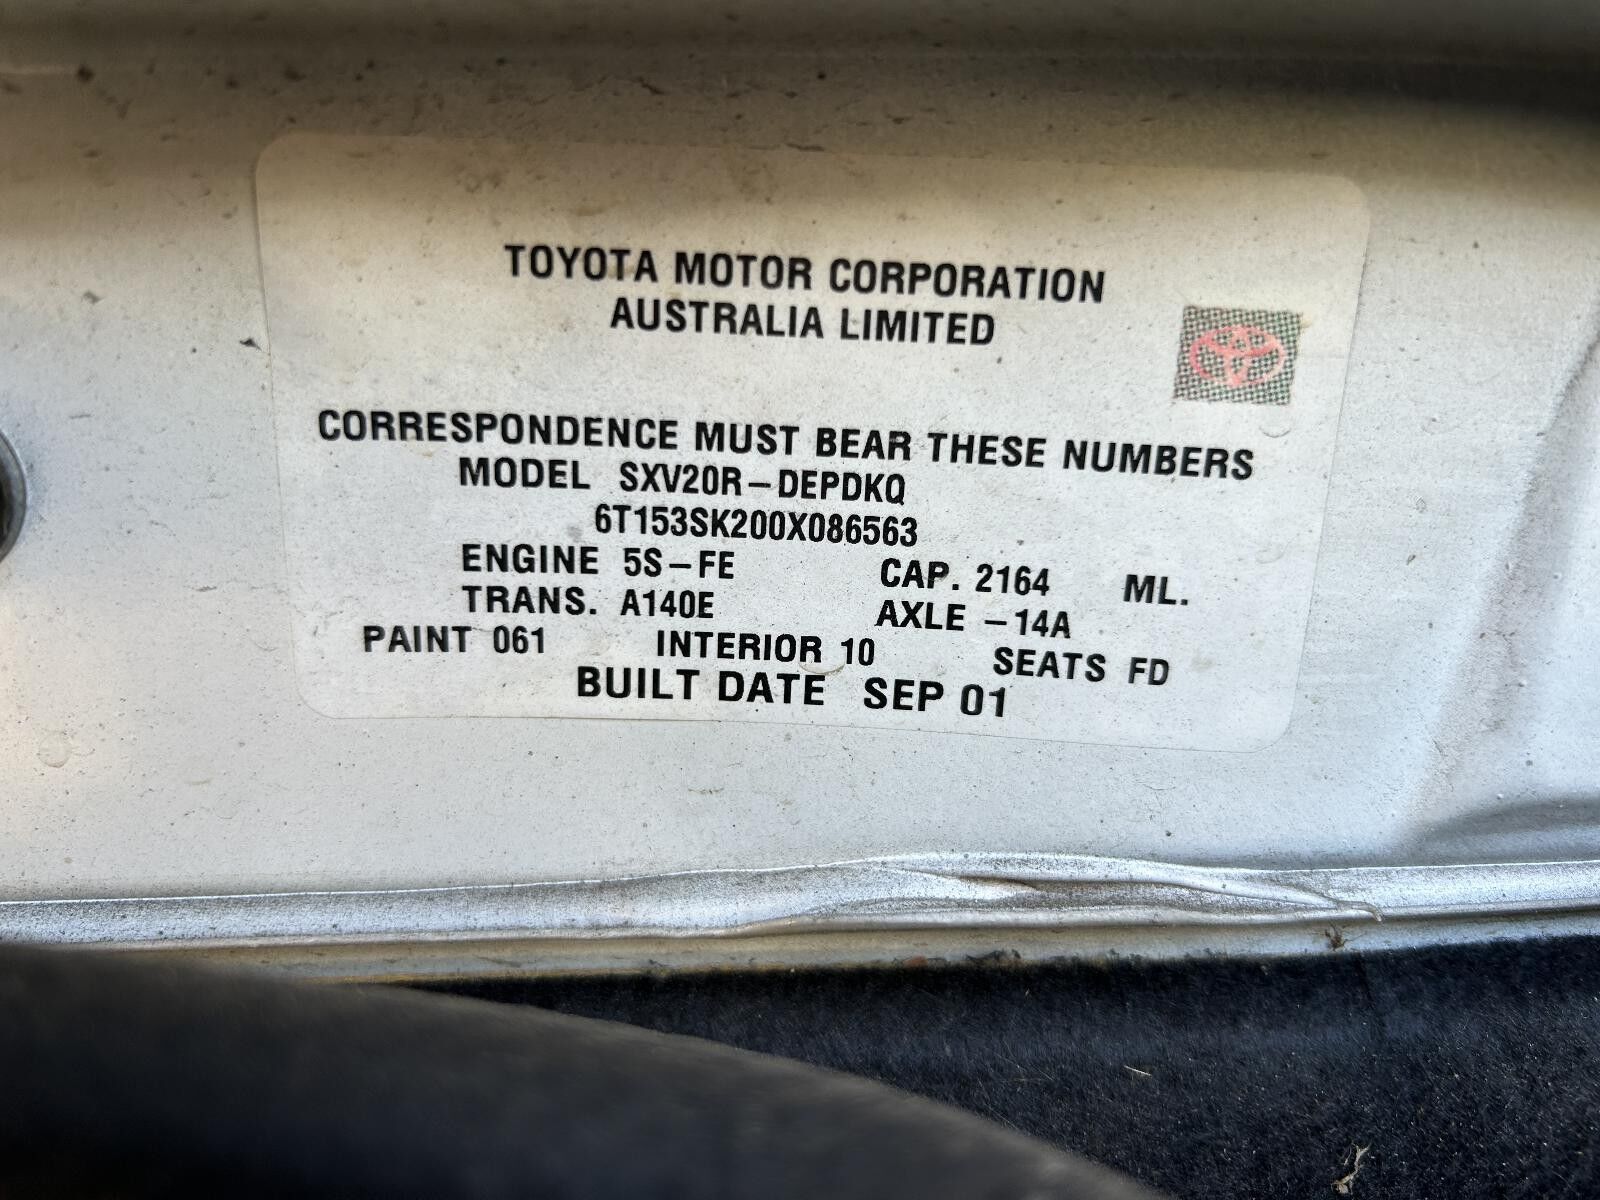 TOYOTA MOTOR CORPORATION
AUSTRALIA LIMITED
CORRESPONDENCE MUST BEAR THESE NUMBERS
MODEL SXV20R-DEPDKQ
6T153SK200X086563
ENGINE 5S-FE CAP. 2164 ML.
TRANS. A140E AXLE -14A
PAINT 061 INTERIOR 10 SEATS FD
BUILT DATE SEP 01